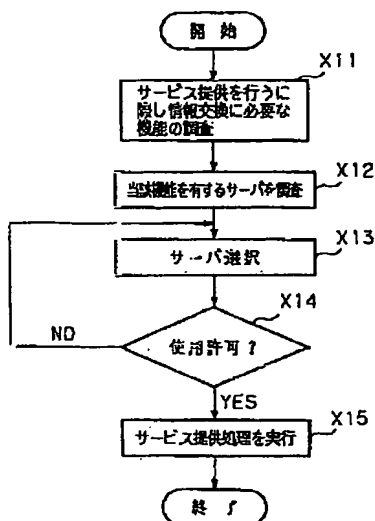 開始
X11
サービス提供を行うに
際し情報交換に必要な
機能の調査
X12
当該機能を有するサーバを調査
X13
サーバ選択
X14
使用許可?
NO
YES
X15
サービス提供処理を実行
終了